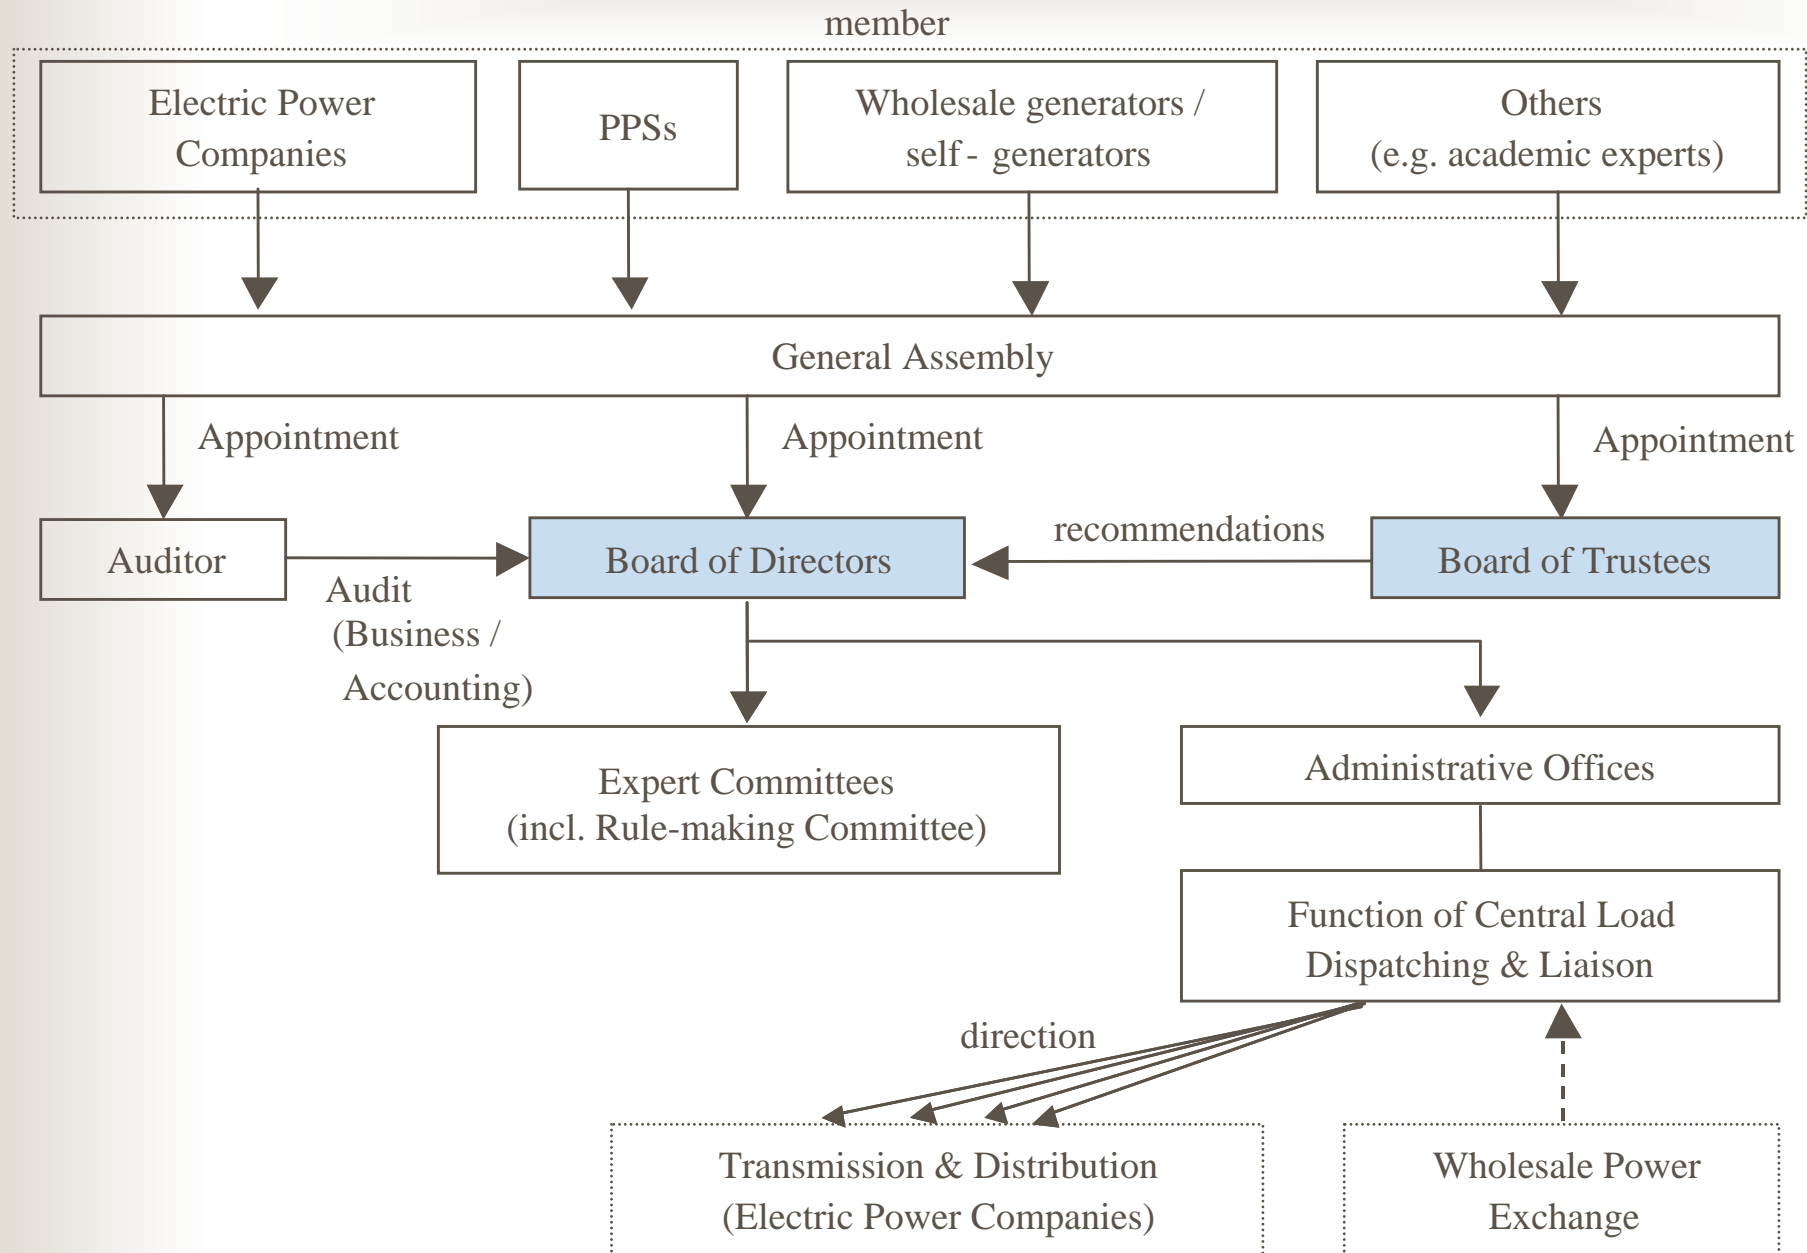 member
Electric Power
Companies
PPSs
Wholesale generators /
self - generators
Others
(e.g. academic experts)
General Assembly
Appointment
Appointment
Appointment
Auditor
Board of Directors
recommendations
Board of Trustees
Audit
(Business /
Accounting)
Expert Committees
(incl. Rule-making Committee)
Administrative Offices
Function of Central Load
Dispatching & Liaison
direction
Transmission & Distribution
(Electric Power Companies)
Wholesale Power
Exchange